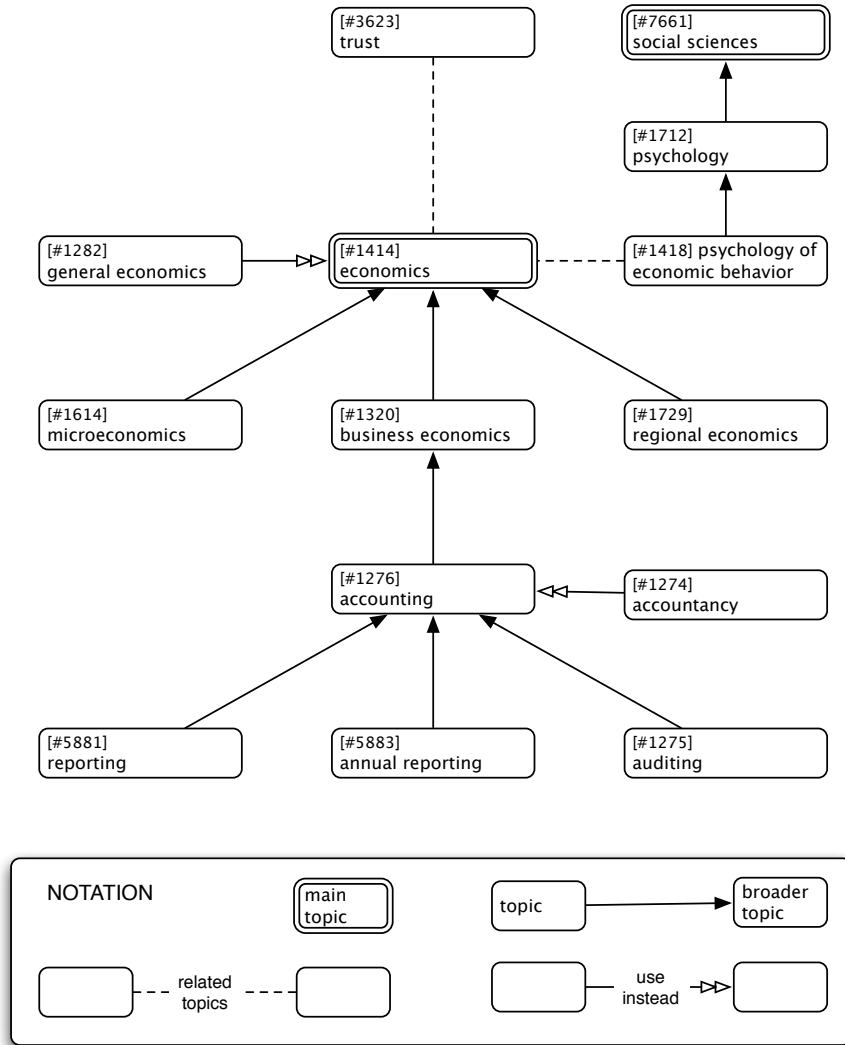 [#3623]
trust
[#7661]
social sciences
[#1712]
psychology
[#1282]
general economics
[#1414]
economics
[#1418] psychology of
economic behavior
[#1614]
microeconomics
[#1320]
business economics
[#1729]
regional economics
[#1276]
accounting
[#1274]
accountancy
[#5881]
reporting
[#5883]
annual reporting
[#1275]
auditing
NOTATION
main
topic
topic
broader
topic
related
topics
use
instead